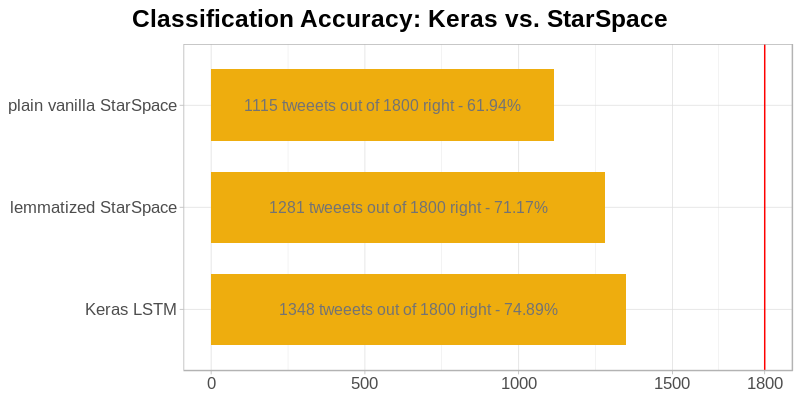 Classification Accuracy: Keras vs. StarSpace
plain vanilla StarSpace
1115 tweeets out of 1800 right - 61.94%
lemmatized StarSpace
1281 tweeets out of 1800 right - 71.17%
Keras LSTM
1348 tweeets out of 1800 right - 74.89%
0 500 1000 1500 1800